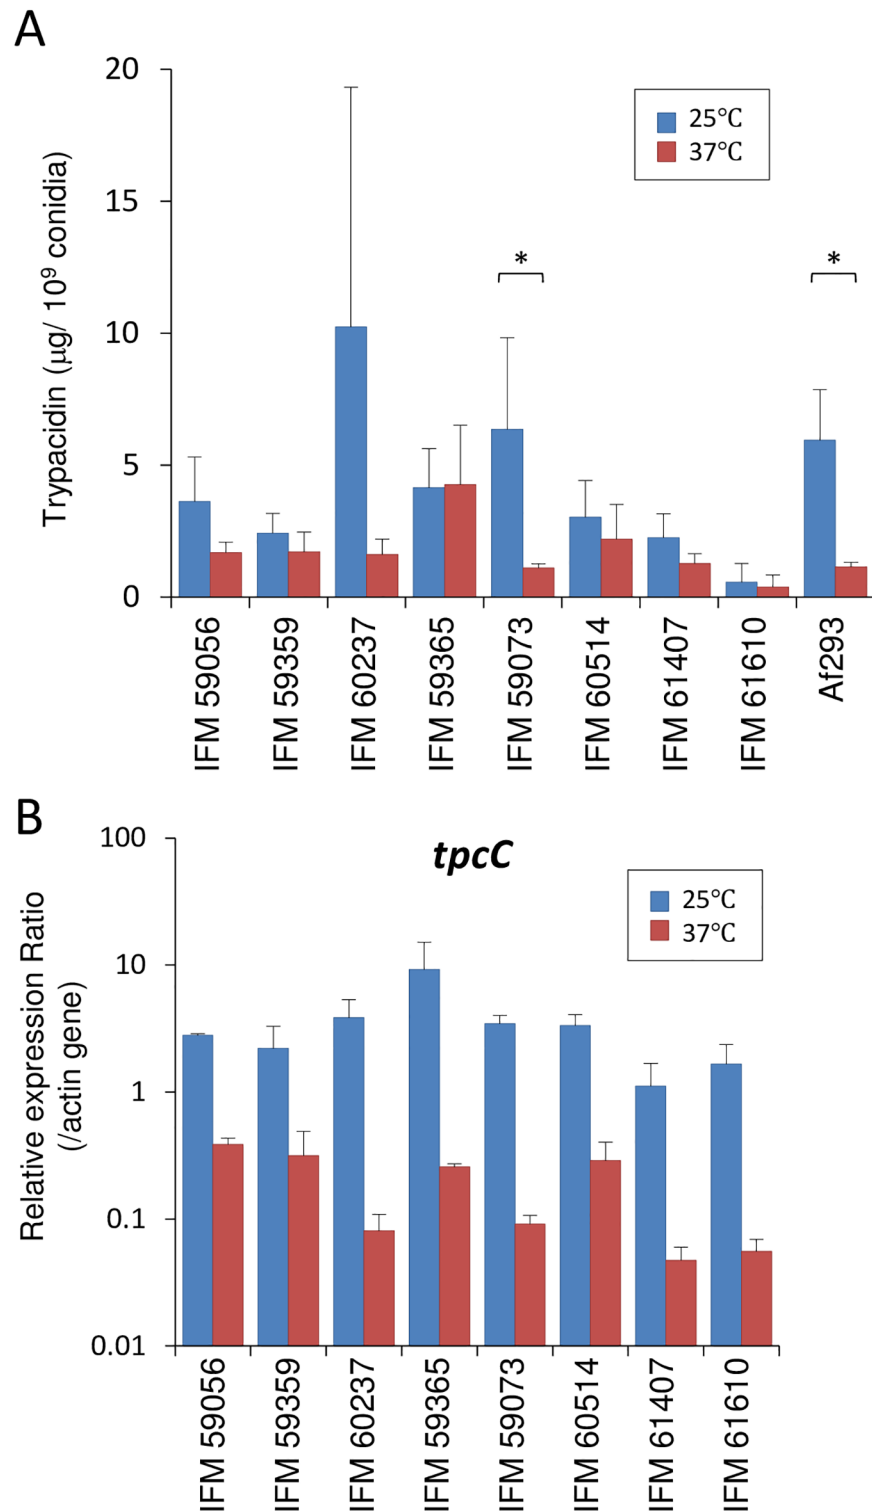 A
Trypacidin (μg/ 10⁹ conidia)
20
15
10
5
0
25℃
37℃
*
*
IFM 59056
IFM 59359
IFM 60237
IFM 59365
IFM 59073
IFM 60514
IFM 61407
IFM 61610
Af293
B
tpcC
Relative expression Ratio
(/actin gene)
100
10
1
0.1
0.01
25℃
37℃
IFM 59056
IFM 59359
IFM 60237
IFM 59365
IFM 59073
IFM 60514
IFM 61407
IFM 61610